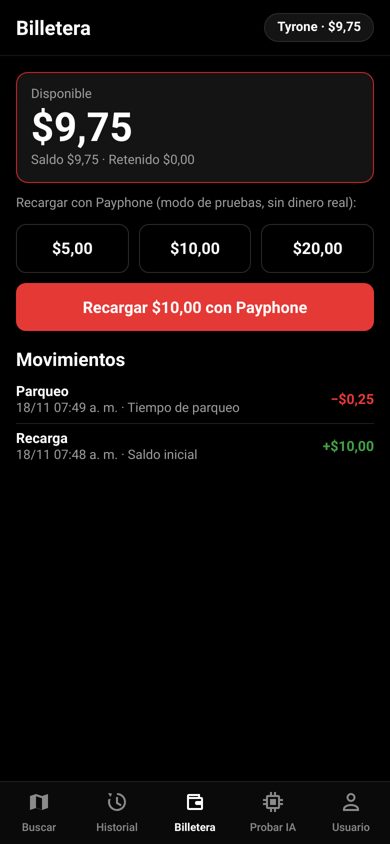 Billetera
Tyrone · $9,75
Disponible
$9,75
Saldo $9,75 · Retenido $0,00
Recargar con Payphone (modo de pruebas, sin dinero real):
$5,00
$10,00
$20,00
Recargar $10,00 con Payphone
Movimientos
Parqueo
18/11 07:49 a. m. · Tiempo de parqueo
−$0,25
Recarga
18/11 07:48 a. m. · Saldo inicial
+$10,00
Buscar
Historial
Billetera
Probar IA
Usuario